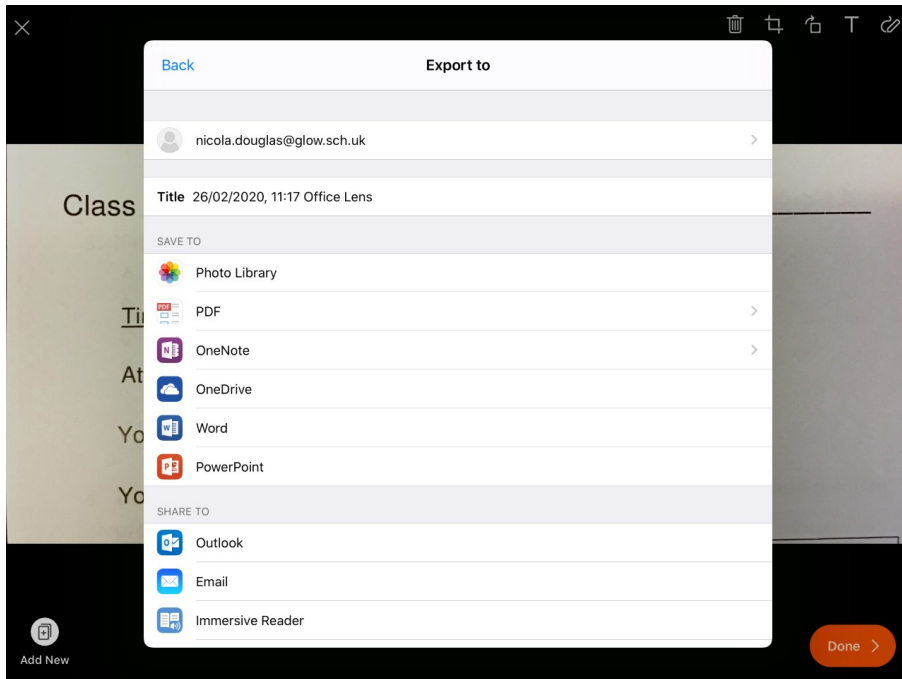 Back
Export to
nicola.douglas@glow.sch.uk
Title 26/02/2020, 11:17 Office Lens
SAVE TO
Photo Library
PDF
PDF
OneNote
OneDrive
Word
PowerPoint
SHARE TO
Outlook
Email
Immersive Reader
Class
At
Yo
Yo
Add New
Done